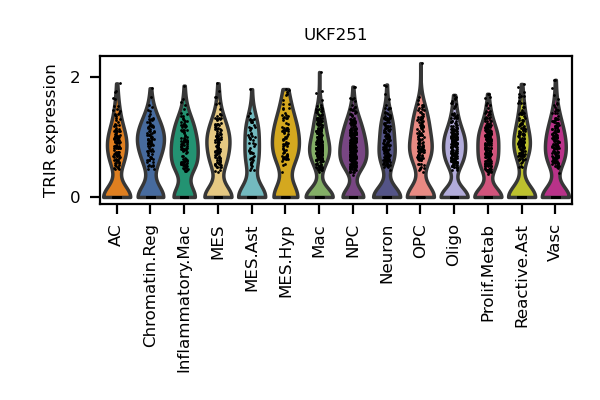 UKF251
TRIR expression
2
0
AC
Chromatin.Reg
Inflammatory.Mac
MES
MES.Ast
MES.Hyp
Mac
NPC
Neuron
OPC
Oligo
Prolif.Metab
Reactive.Ast
Vasc